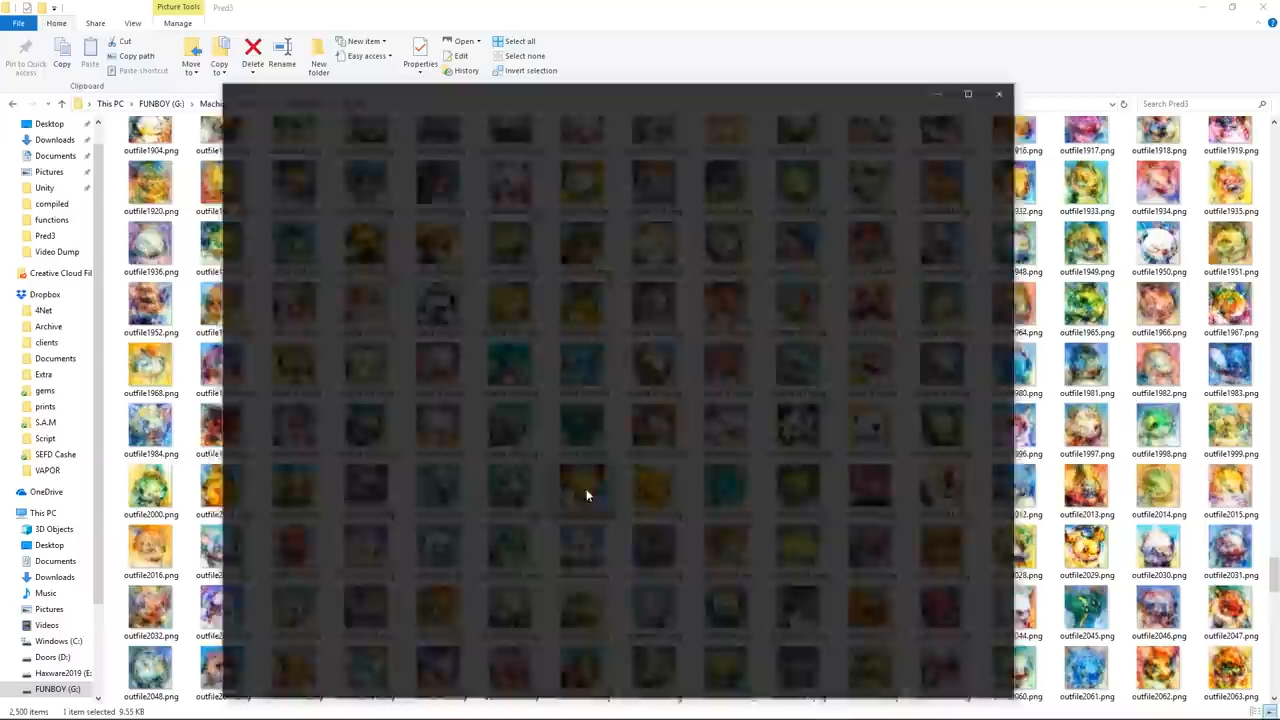 Picture Tools Pred3
File Home Share View Manage
Pin to Quick access
Copy
Paste
Cut
Copy path
Paste shortcut
Move to
Copy to
Delete
Rename
New folder
New item
Easy access
Properties
Open
Edit
History
Select all
Select none
Invert selection
Clipboard
This PC > FUNBOY (G:) >
Search Pred3
Desktop
Downloads
Documents
Pictures
Unity
compiled
functions
Pred3
Video Dump
Creative Cloud Fil
Dropbox
4Net
Archive
clients
Documents
Extra
gems
prints
S.A.M
Script
SEFD Cashe
VAPOR
OneDrive
This PC
3D Objects
Desktop
Documents
Downloads
Music
Pictures
Videos
Windows (C:)
Doors (D:)
Haxware2019 (E:
FUNBOY (G:)
outfile1904.png outfile1917.png outfile1918.png outfile1919.png
outfile1920.png outfile1933.png outfile1934.png outfile1935.png
outfile1936.png outfile1949.png outfile1950.png outfile1951.png
outfile1952.png outfile1965.png outfile1966.png outfile1967.png
outfile1968.png outfile1981.png outfile1982.png outfile1983.png
outfile1984.png outfile1997.png outfile1998.png outfile1999.png
outfile2000.png outfile2013.png outfile2014.png outfile2015.png
outfile2016.png outfile2029.png outfile2030.png outfile2031.png
outfile2032.png outfile2045.png outfile2046.png outfile2047.png
outfile2048.png outfile2061.png outfile2062.png outfile2063.png
2,500 items 1 item selected 9.55 KB